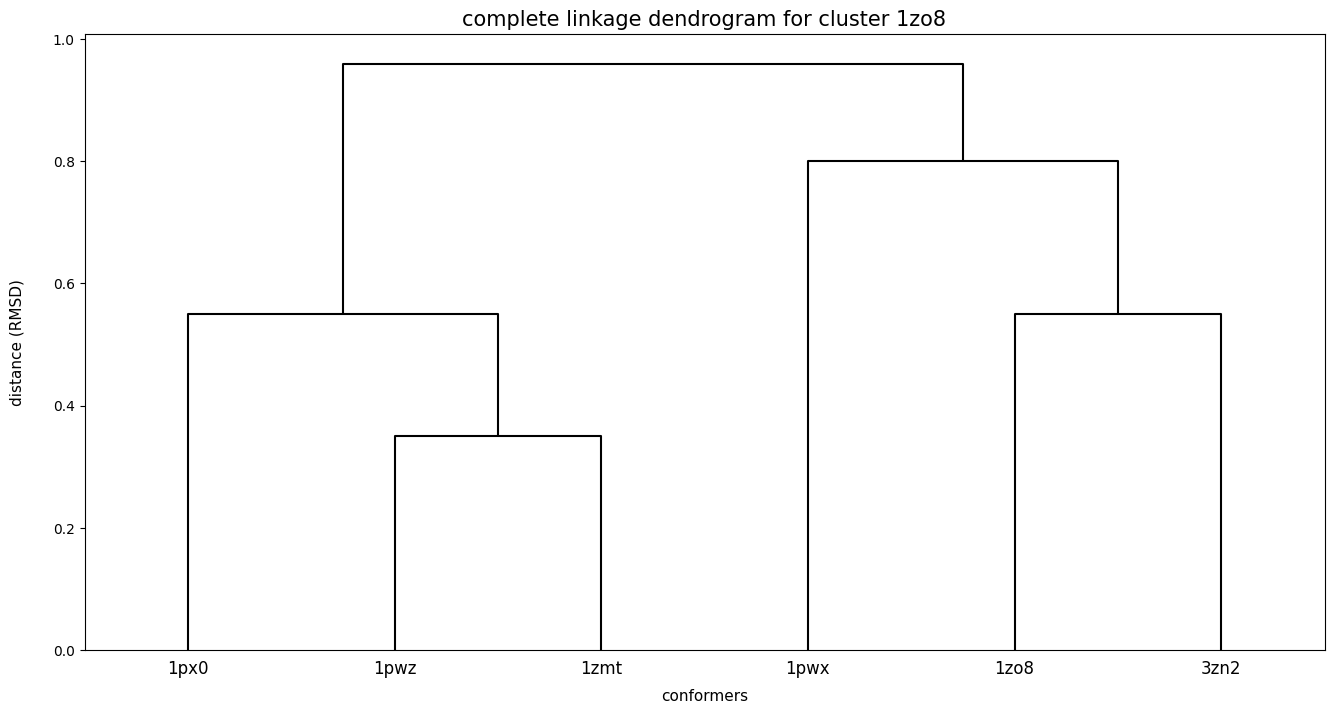 complete linkage dendrogram for cluster 1zo8
1.0
0.8
0.6
0.4
0.2
0.0
distance (RMSD)
1px0 1pwz 1zmt 1pwx 1zo8 3zn2
conformers